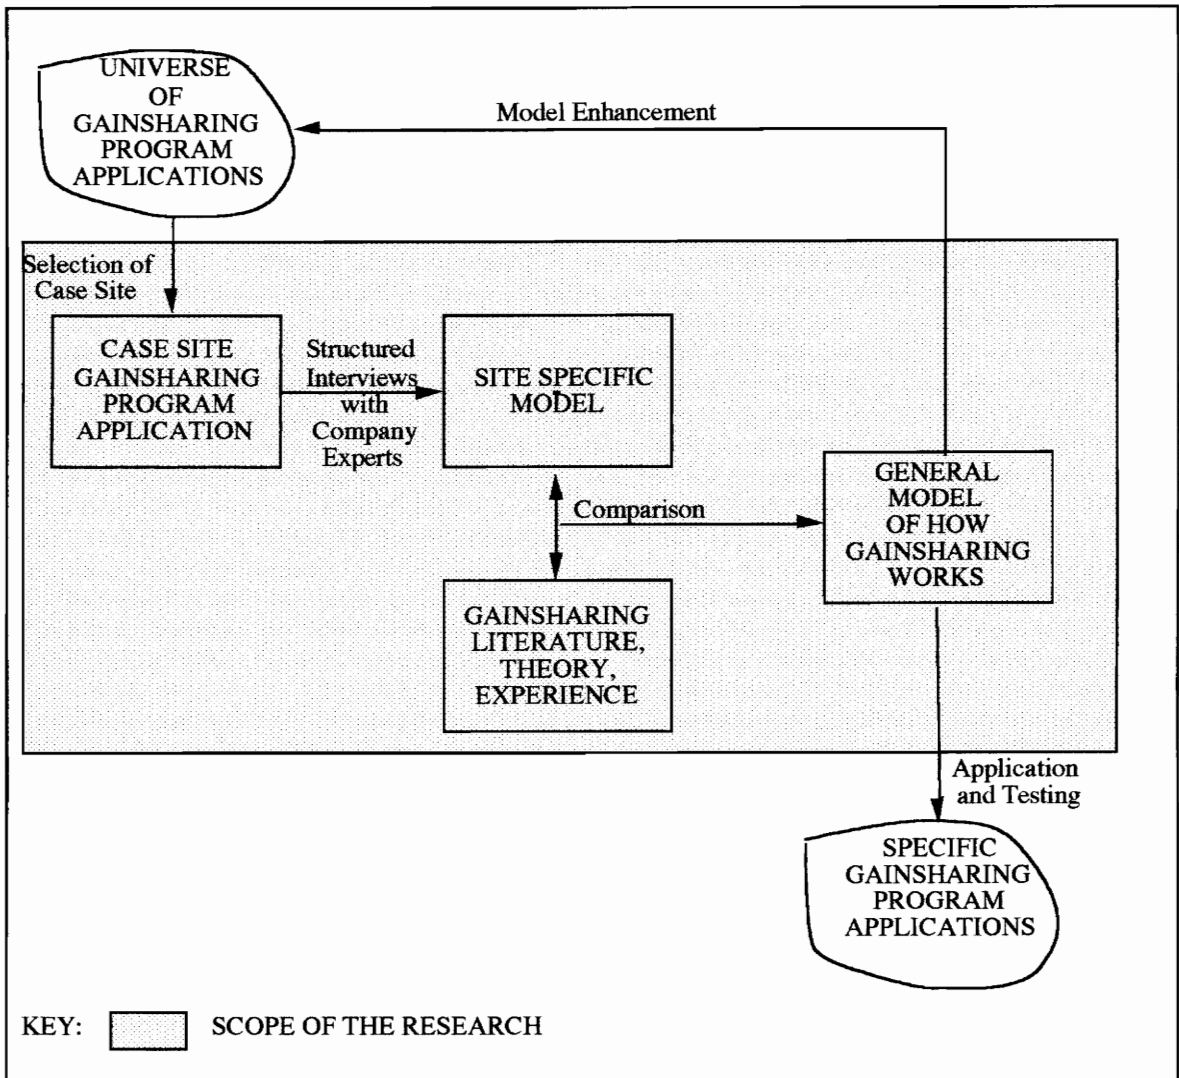 UNIVERSE
OF
GAINSHARING
PROGRAM
APPLICATIONS
Model Enhancement
Selection of
Case Site
CASE SITE
GAINSHARING
PROGRAM
APPLICATION
Structured
Interviews
with
Company
Experts
SITE SPECIFIC
MODEL
Comparison
GENERAL
MODEL
OF HOW
GAINSHARING
WORKS
GAINSHARING
LITERATURE,
THEORY,
EXPERIENCE
Application
and Testing
SPECIFIC
GAINSHARING
PROGRAM
APPLICATIONS
KEY: SCOPE OF THE RESEARCH